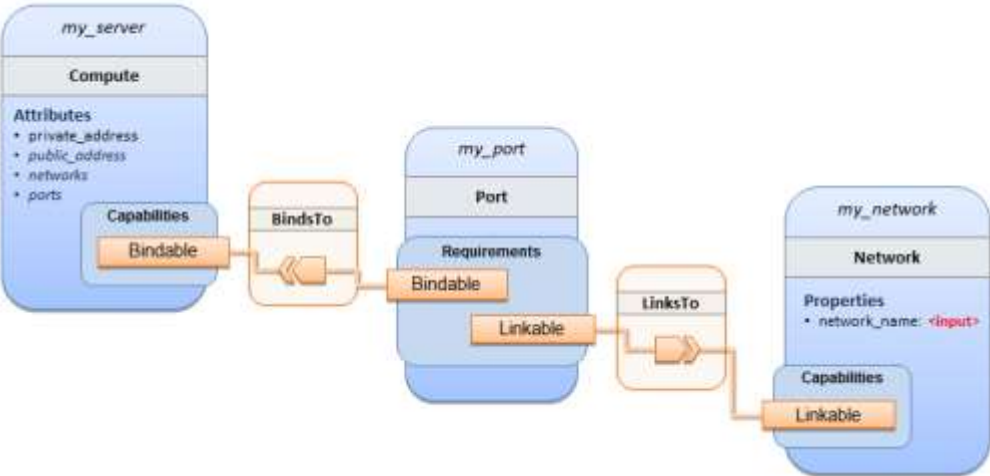 my_server
Compute
Attributes
• private_address
• public_address
• networks
• ports
Capabilities
Bindable
BindsTo
my_port
Port
Requirements
Bindable
Linkable
LinksTo
my_network
Network
Properties
• network_name: <input>
Capabilities
Linkable